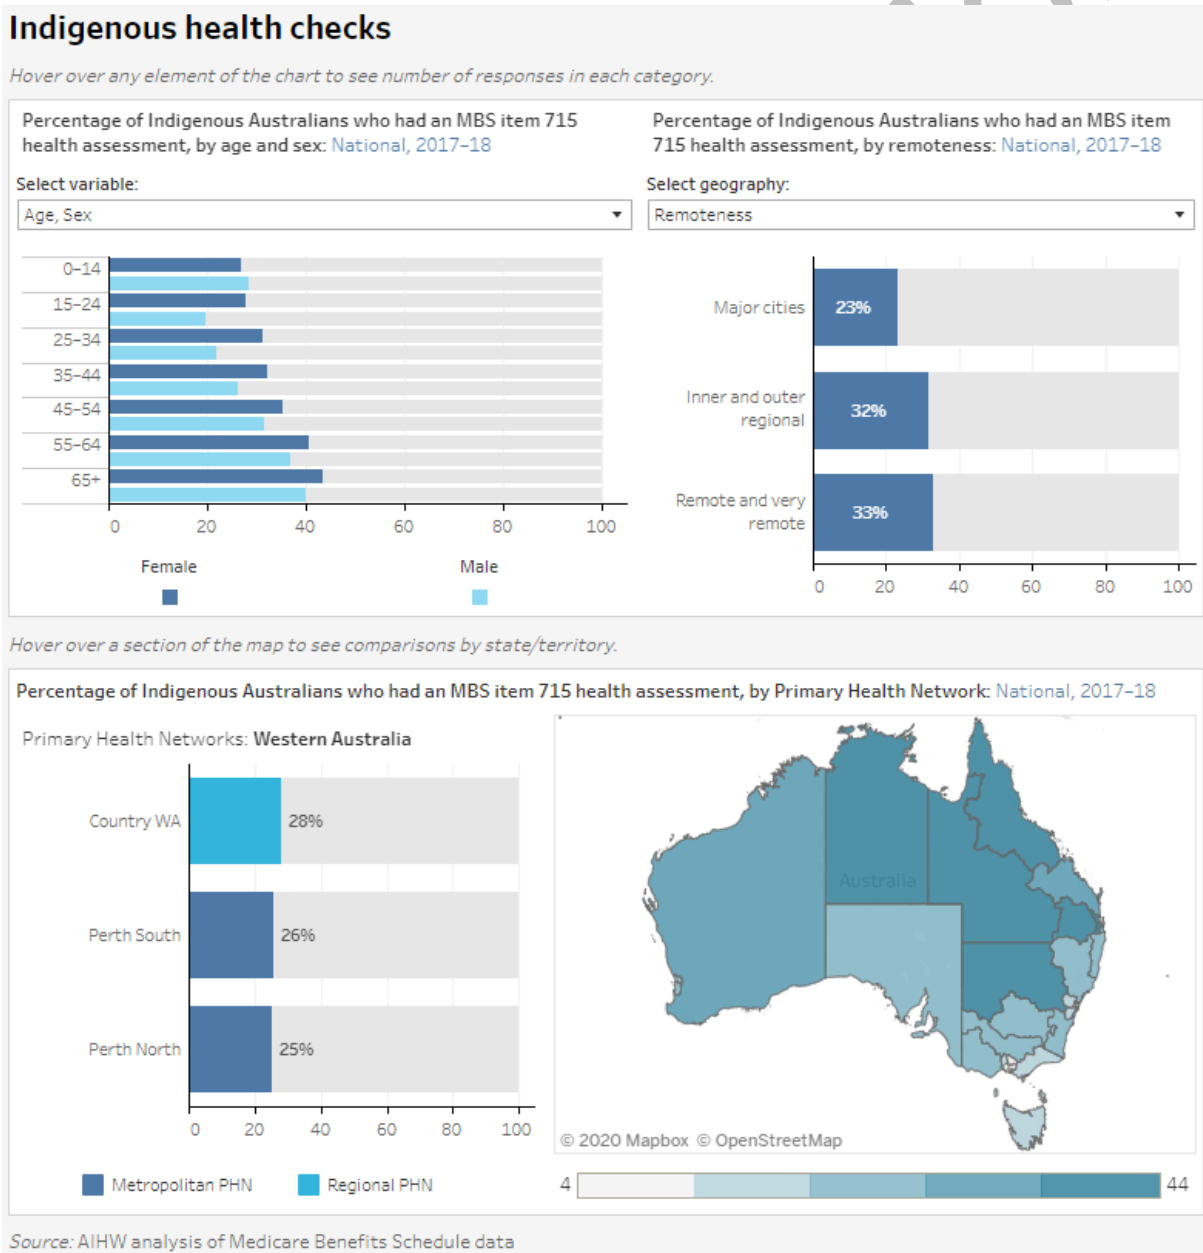 Indigenous health checks
Hover over any element of the chart to see number of responses in each category.
Percentage of Indigenous Australians who had an MBS item 715
health assessment, by age and sex: National, 2017–18
Select variable:
Age, Sex
0–14
15–24
25–34
35–44
45–54
55–64
65+
0 20 40 60 80 100
Female Male
Percentage of Indigenous Australians who had an MBS item
715 health assessment, by remoteness: National, 2017–18
Select geography:
Remoteness
Major cities 23%
Inner and outer
regional 32%
Remote and very
remote 33%
0 20 40 60 80 100
Hover over a section of the map to see comparisons by state/territory.
Percentage of Indigenous Australians who had an MBS item 715 health assessment, by Primary Health Network: National, 2017–18
Primary Health Networks: Western Australia
Country WA 28%
Perth South 26%
Perth North 25%
0 20 40 60 80 100
Metropolitan PHN Regional PHN
Australia
© 2020 Mapbox © OpenStreetMap
4 44
Source: AIHW analysis of Medicare Benefits Schedule data